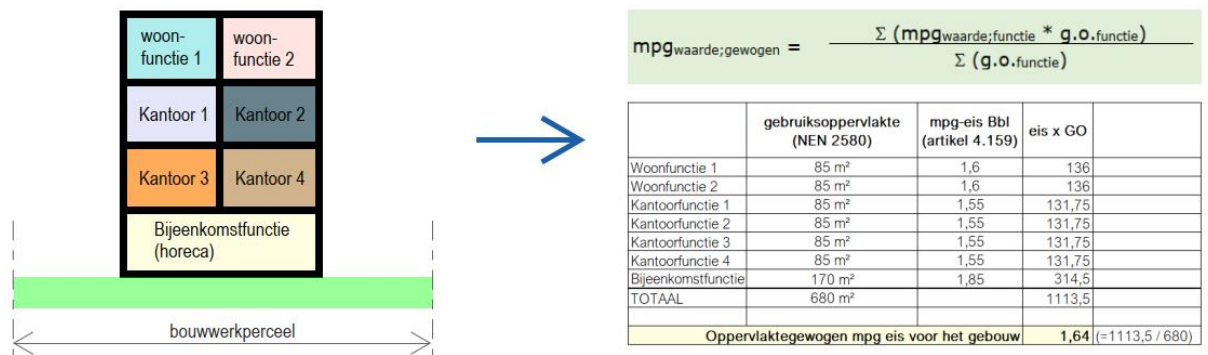 woon-
functie 1
woon-
functie 2
Kantoor 1
Kantoor 2
Kantoor 3
Kantoor 4
Bijeenkomstfunctie
(horeca)
bouwwerkperceel
mpgwaarde;gewogen = Σ (mpgwaarde;functie * g.o.functie)
Σ (g.o.functie)
gebruiksoppervlakte (NEN 2580) mpg-eis Bbl (artikel 4.159) eis x GO
Woonfunctie 1 85 m² 1,6 136
Woonfunctie 2 85 m² 1,6 136
Kantoorfunctie 1 85 m² 1,55 131,75
Kantoorfunctie 2 85 m² 1,55 131,75
Kantoorfunctie 3 85 m² 1,55 131,75
Kantoorfunctie 4 85 m² 1,55 131,75
Bijeenkomstfunctie 170 m² 1,85 314,5
TOTAAL 680 m² 1113,5
Oppervlaktegewogen mpg eis voor het gebouw 1,64 (=1113,5 / 680)